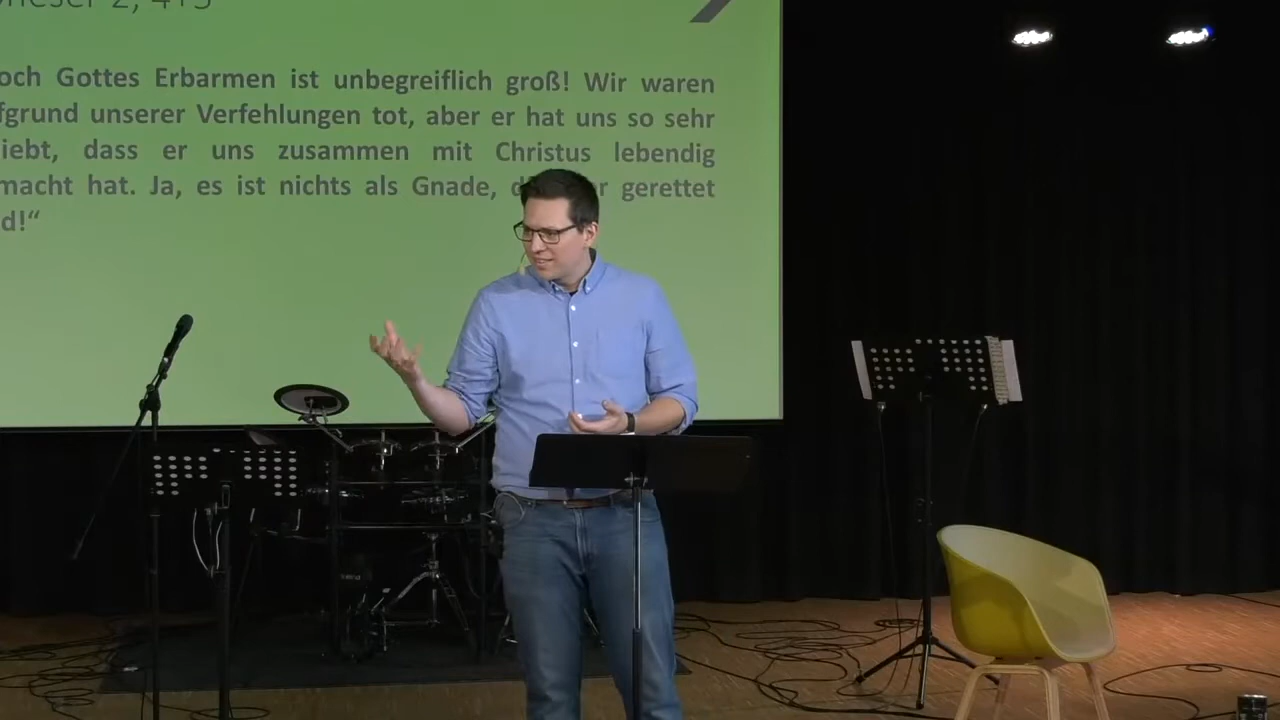 och Gottes Erbarmen ist unbegreiflich groß! Wir waren
fgrund unserer Verfehlungen tot, aber er hat uns so sehr
iebt, dass er uns zusammen mit Christus lebendig
macht hat. Ja, es ist nichts als Gnade, gerettet
d!“